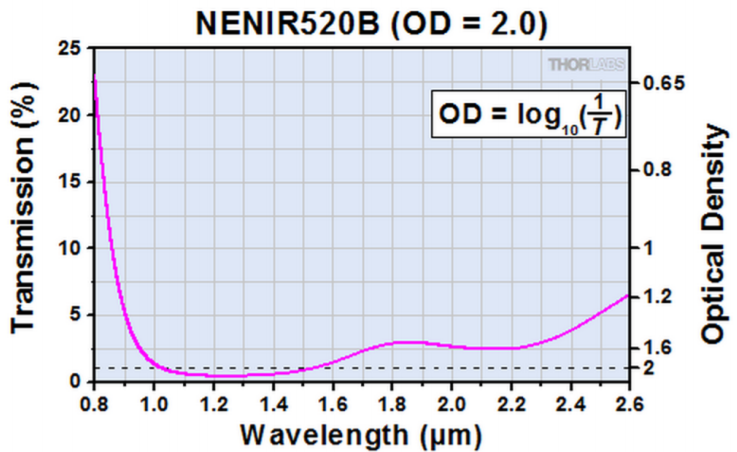 NENIR520B (OD = 2.0)
THORLABS
OD = log₁₀(1/T)
Transmission (%)
25
20
15
10
5
0
0.65
0.8
1
1.2
1.6
2
Optical Density
0.8 1.0 1.2 1.4 1.6 1.8 2.0 2.2 2.4 2.6
Wavelength (µm)